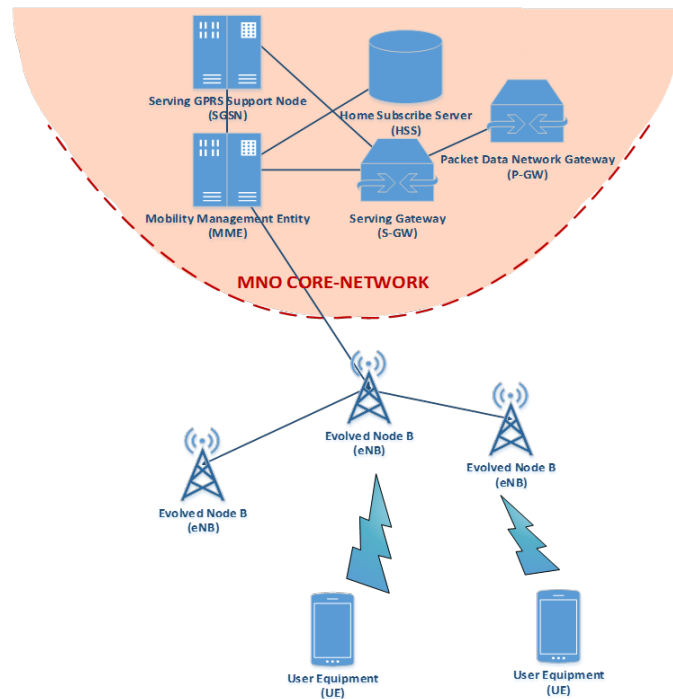 Serving GPRS Support Node
(SGSN)
Home Subscribe Server
(HSS)
Packet Data Network Gateway
(P-GW)
Mobility Management Entity
(MME)
Serving Gateway
(S-GW)
MNO CORE-NETWORK
Evolved Node B
(eNB)
Evolved Node B
(eNB)
Evolved Node B
(eNB)
User Equipment
(UE)
User Equipment
(UE)